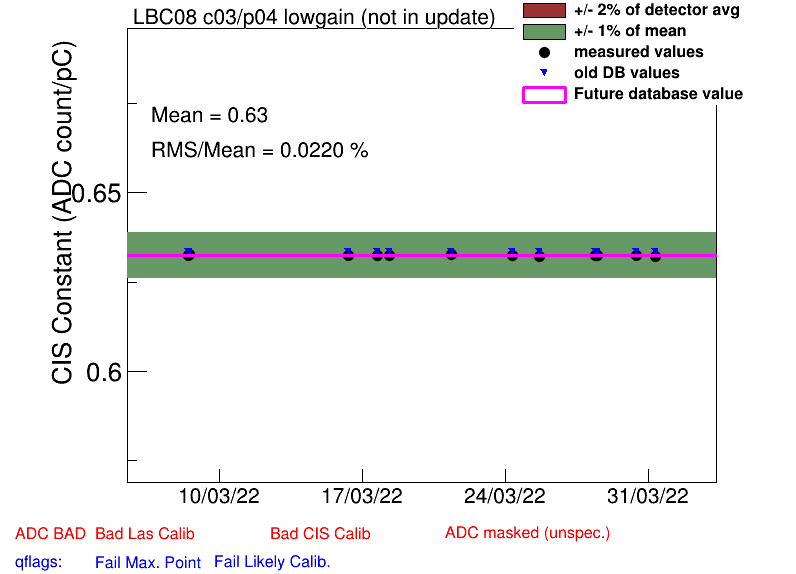 LBC08 c03/p04 lowgain (not in update)
+/- 2% of detector avg
+/- 1% of mean
measured values
old DB values
Future database value
Mean = 0.63
RMS/Mean = 0.0220 %
CIS Constant (ADC count/pC)
0.65
0.6
10/03/22 17/03/22 24/03/22 31/03/22
ADC BAD Bad Las Calib Bad CIS Calib ADC masked (unspec.)
qflags: Fail Max. Point Fail Likely Calib.